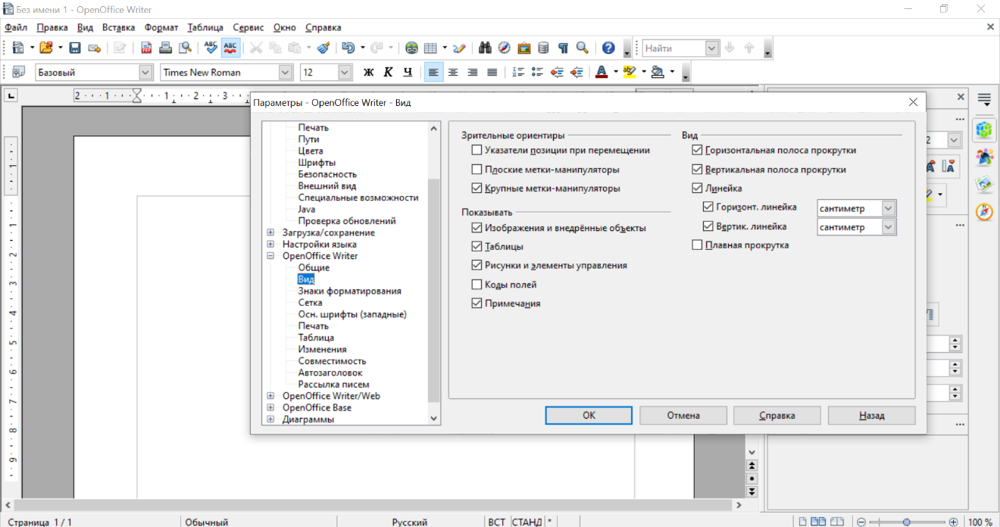 Без имени 1 - OpenOffice Writer
Файл Правка Вид Вставка Формат Таблица Сервис Окно Справка
Найти
Базовый Times New Roman 12 Ж К Ч
Параметры - OpenOffice Writer - Вид
Печать
Пути
Цвета
Шрифты
Безопасность
Внешний вид
Специальные возможности
Java
Проверка обновлений
Загрузка/сохранение
Настройки языка
OpenOffice Writer
Общие
Вид
Знаки форматирования
Сетка
Осн. шрифты (западные)
Печать
Таблица
Изменения
Совместимость
Автозаголовок
Рассылка писем
OpenOffice Writer/Web
OpenOffice Base
Диаграммы
Зрительные ориентиры
Указатели позиции при перемещении
Плоские метки-манипуляторы
Крупные метки-манипуляторы
Показывать
Изображения и внедрённые объекты
Таблицы
Рисунки и элементы управления
Коды полей
Примечания
Вид
Горизонтальная полоса прокрутки
Вертикальная полоса прокрутки
Линейка
Горизонт. линейка сантиметр
Вертик. линейка сантиметр
Плавная прокрутка
ОК Отмена Справка Назад
Страница 1 / 1 Обычный Русский ВСТ СТАНД * 100 %